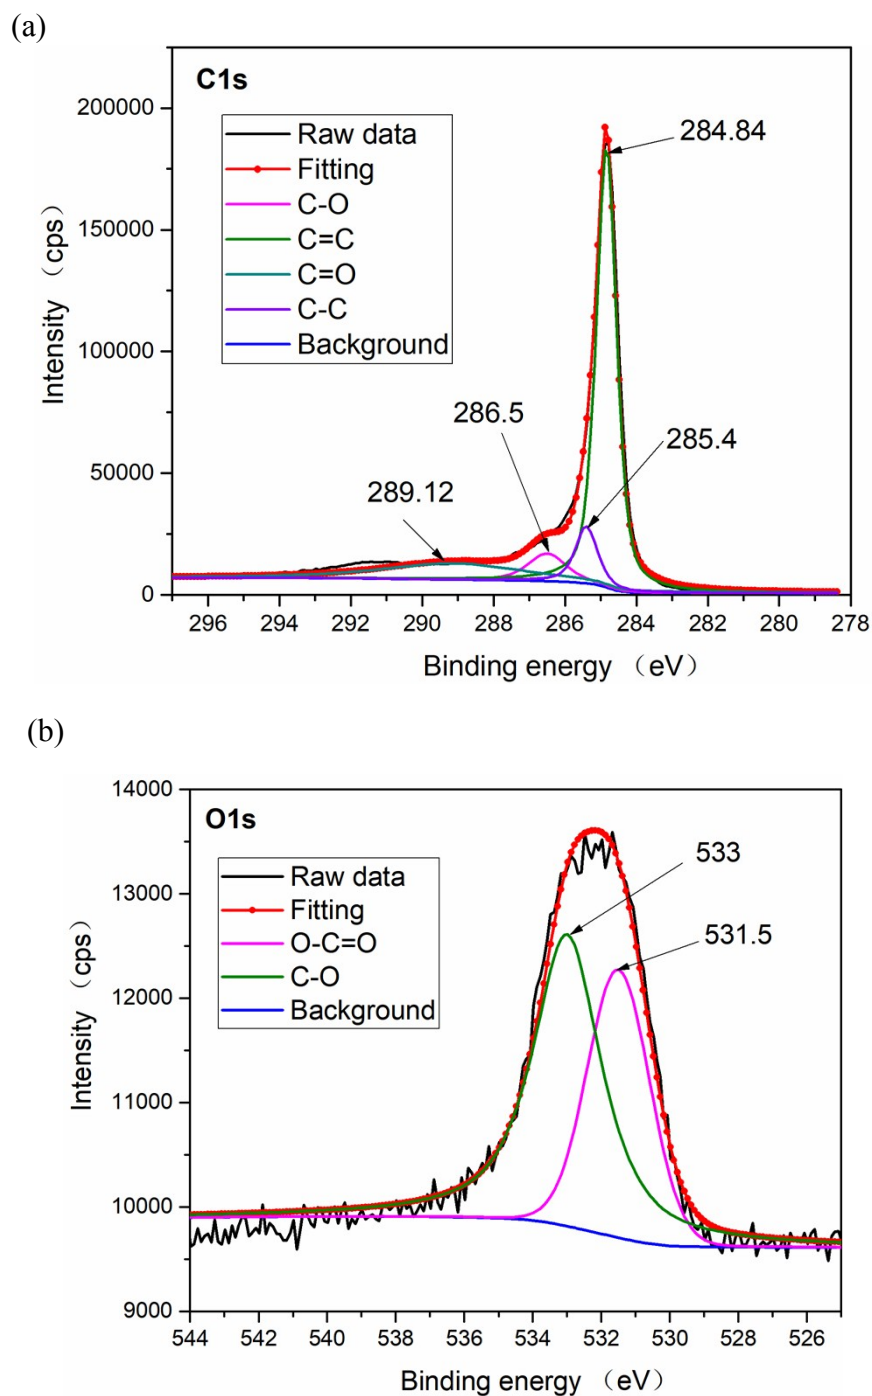 (a)
C1s
Raw data
Fitting
C-O
C=C
C=O
C-C
Background
284.84
286.5
285.4
289.12
200000
150000
100000
50000
0
Intensity （cps）
296 294 292 290 288 286 284 282 280 278
Binding energy （eV）
(b)
O1s
Raw data
Fitting
O-C=O
C-O
Background
533
531.5
14000
13000
12000
11000
10000
9000
Intensity （cps）
544 542 540 538 536 534 532 530 528 526
Binding energy （eV）